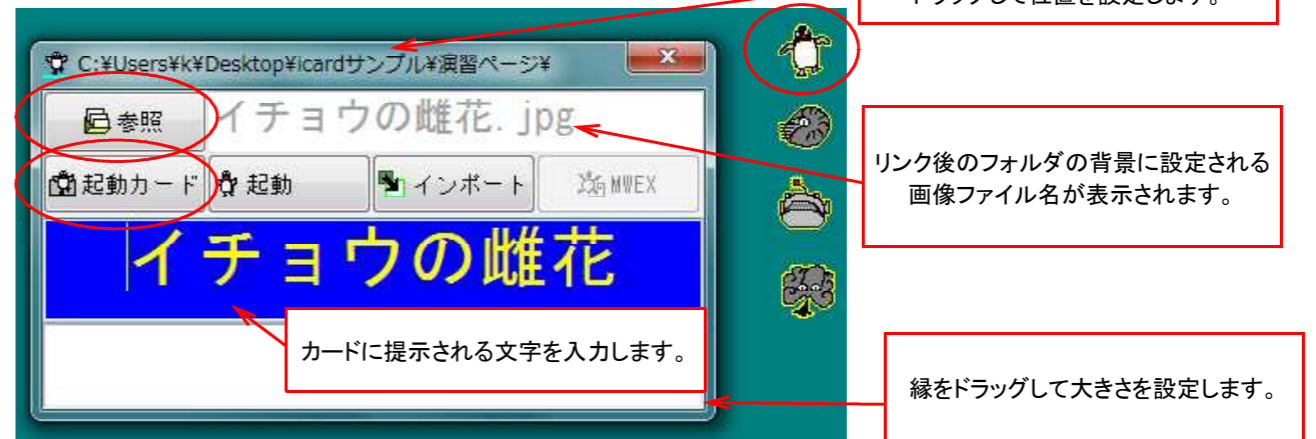 ドラッグして位置を設定します。
C:¥Users¥k¥Desktop¥icardサンプル¥演習ページ¥
参照
イチョウの雌花.jpg
起動カード
起動
インポート
MWEX
リンク後のフォルダの背景に設定される
画像ファイル名が表示されます。
イチョウの雌花
カードに提示される文字を入力します。
縁をドラッグして大きさを設定します。